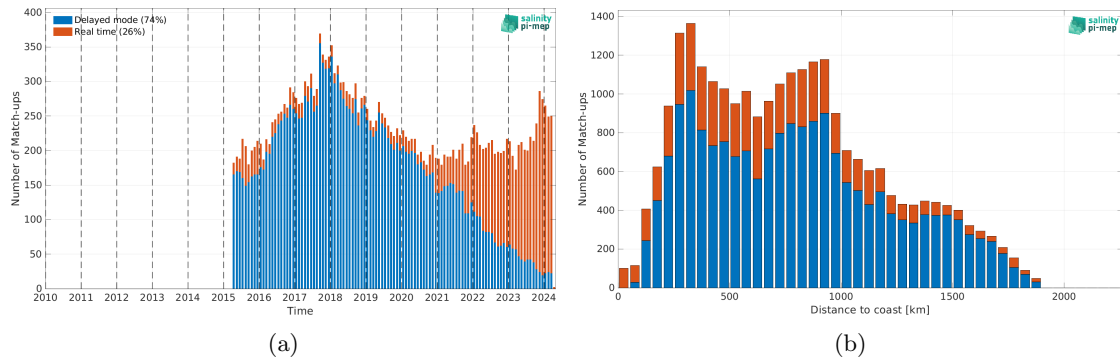 Delayed mode (74%)
Real time (26%)
salinity
pi-mep
Number of Match-ups
400
350
300
250
200
150
100
50
0
2010 2011 2012 2013 2014 2015 2016 2017 2018 2019 2020 2021 2022 2023 2024
Time
(a)
salinity
pi-mep
Number of Match-ups
1400
1200
1000
800
600
400
200
0
0 500 1000 1500 2000
Distance to coast [km]
(b)